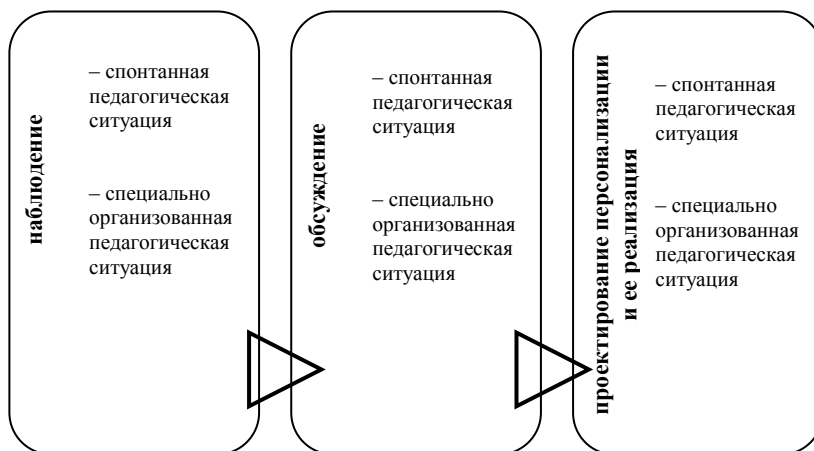 наблюдение
– спонтанная
педагогическая
ситуация
– специально
организованная
педагогическая
ситуация
обсуждение
– спонтанная
педагогическая
ситуация
– специально
организованная
педагогическая
ситуация
проектирование персонализации
и ее реализация
– спонтанная
педагогическая
ситуация
– специально
организованная
педагогическая
ситуация